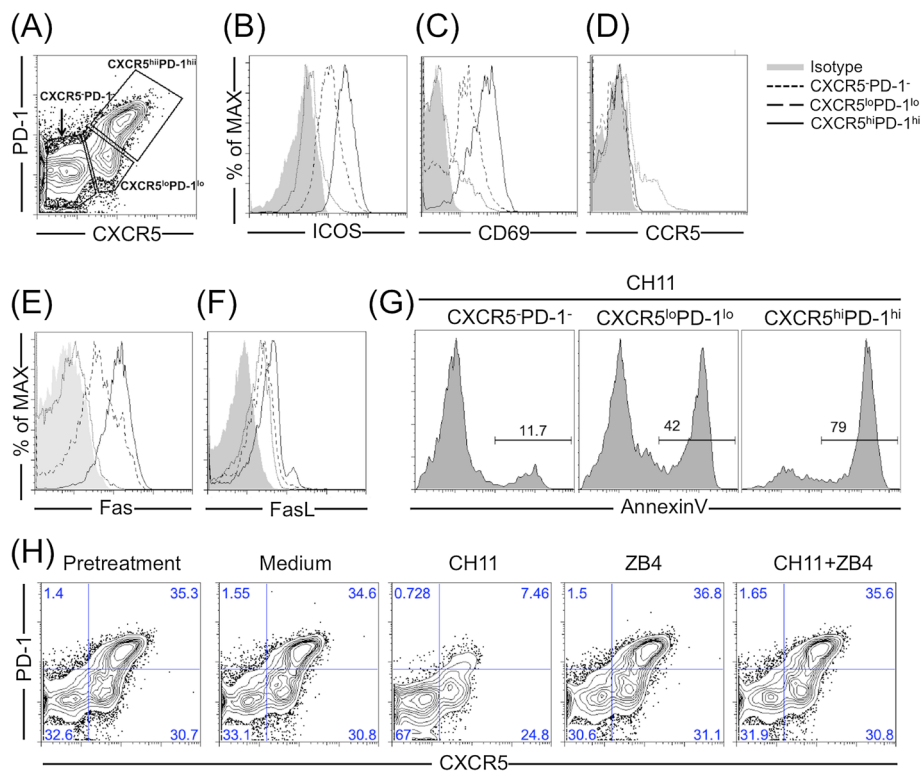 (A)
(B)
(C)
(D)
CXCR5hiiPD-1hii
CXCR5-PD-1-
CXCR5loPD-1lo
PD-1
CXCR5
% of MAX
ICOS
CD69
CCR5
Isotype
CXCR5-PD-1-
CXCR5loPD-1lo
CXCR5hiPD-1hi
(E)
(F)
(G)
CH11
CXCR5-PD-1-
CXCR5loPD-1lo
CXCR5hiPD-1hi
11.7
42
79
% of MAX
Fas
FasL
AnnexinV
(H)
Pretreatment
Medium
CH11
ZB4
CH11+ZB4
1.4 35.3
1.55 34.6
0.728 7.46
1.5 36.8
1.65 35.6
PD-1
32.6 30.7
33.1 30.8
67 24.8
30.6 31.1
31.9 30.8
CXCR5